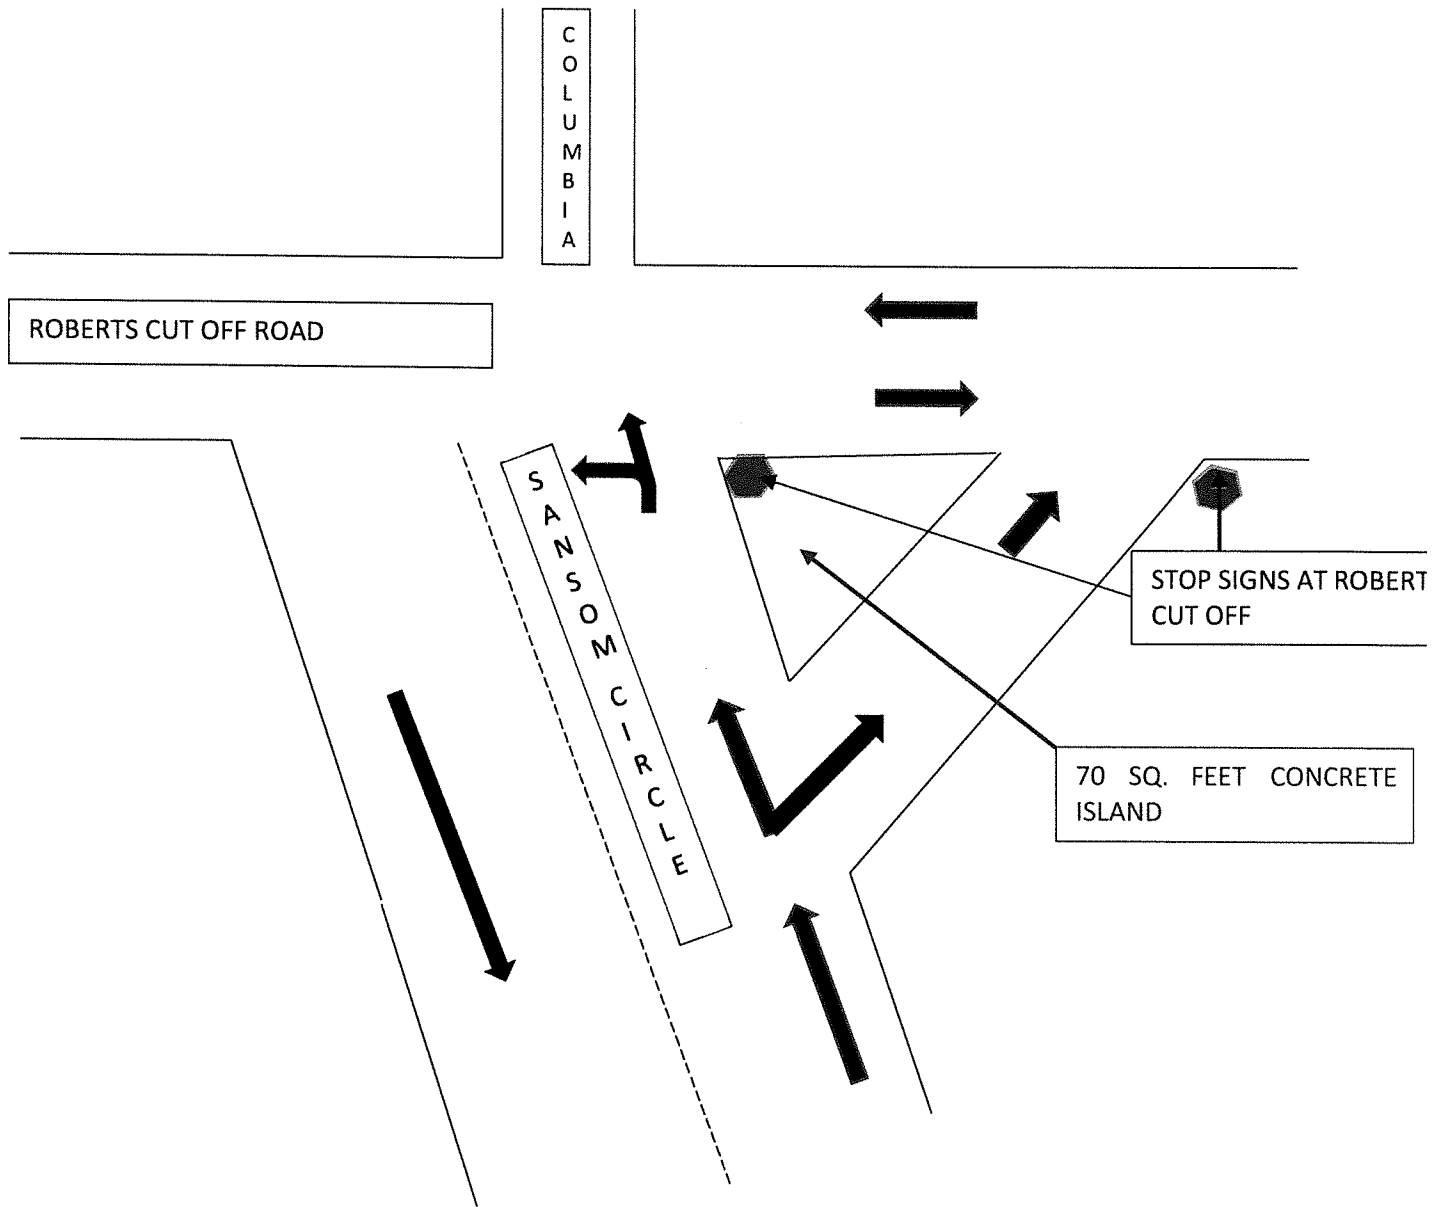 COLUMBIA
ROBERTS CUT OFF ROAD
SANSOM CIRCLE
STOP SIGNS AT ROBERT
CUT OFF
70 SQ. FEET CONCRETE
ISLAND